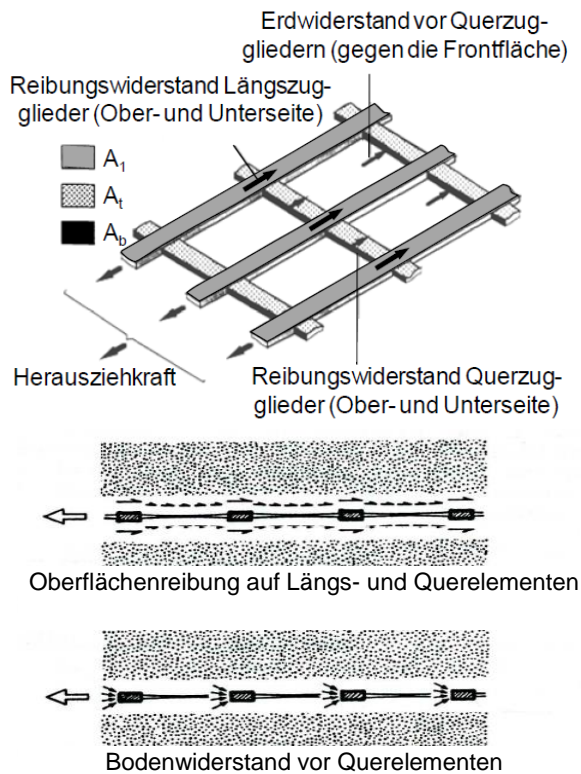 Erdwiderstand vor Querzug-
gliedern (gegen die Frontfläche)
Reibungswiderstand Längszug-
glieder (Ober- und Unterseite)
A₁
Aₜ
A_b
Herausziehkraft
Reibungswiderstand Querzug-
glieder (Ober- und Unterseite)
Oberflächenreibung auf Längs- und Querelementen
Bodenwiderstand vor Querelementen